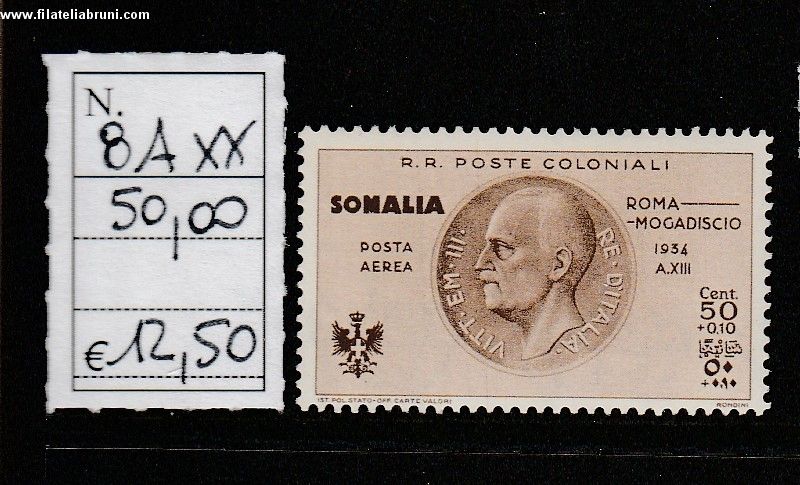 www.filateliabruni.com
N.
8A XX
50,00
€ 12,50
R.R. POSTE COLONIALI
SOMALIA
POSTA
AEREA
VITT·EM·III· RE·D'ITALIA·
ROMA
-MOGADISCIO
1934
A.XIII
Cent.
50
+0,10
٥٠
IST. POL. STATO-OFF. CARTE VALORI
RONDINI